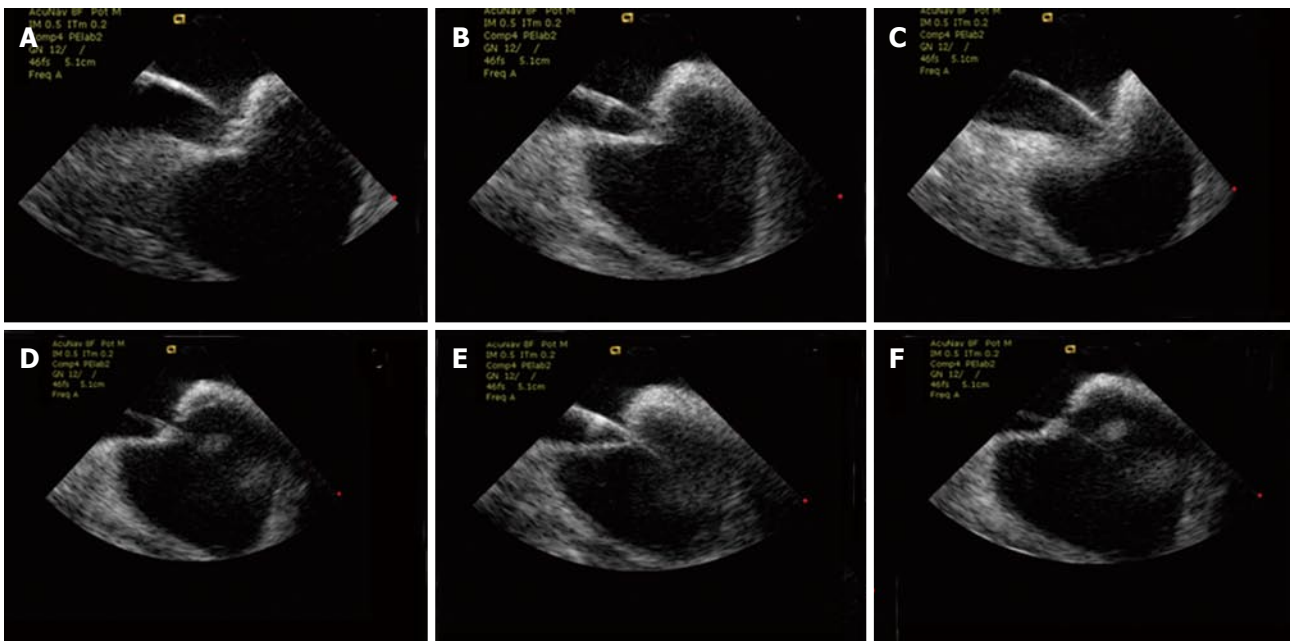 A
AcuNav 8F Pot M
IM 0.5 ITm 0.2
Comp4 PElab2
GN 12/ /
46fs 5.1cm
Freq A
B
AcuNav 8F Pot M
IM 0.5 ITm 0.2
Comp4 PElab2
GN 12/ /
46fs 5.1cm
Freq A
C
AcuNav 8F Pot M
IM 0.5 ITm 0.2
Comp4 PElab2
GN 12/ /
46fs 5.1cm
Freq A
D
AcuNav 8F Pot M
IM 0.5 ITm 0.2
Comp4 PElab2
GN 12/ /
46fs 5.1cm
Freq A
E
AcuNav 8F Pot M
IM 0.5 ITm 0.2
Comp4 PElab2
GN 12/ /
46fs 5.1cm
Freq A
F
AcuNav 8F Pot M
IM 0.5 ITm 0.2
Comp4 PElab2
GN 12/ /
46fs 5.1cm
Freq A